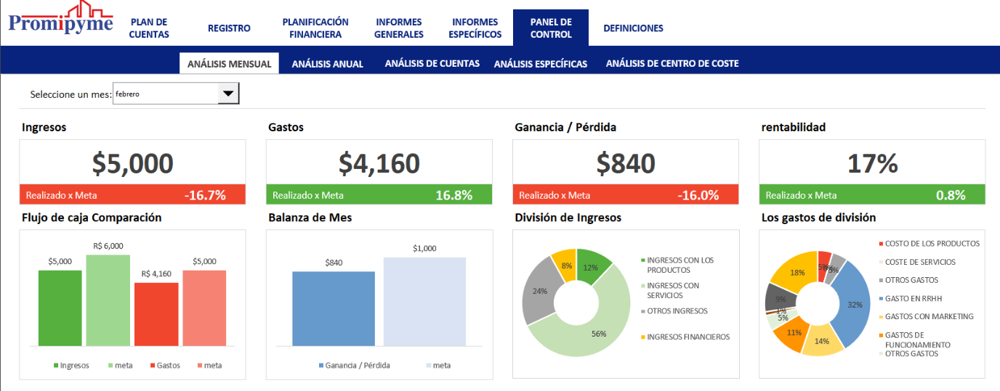 Promipyme
PLAN DE
CUENTAS
REGISTRO
PLANIFICACIÓN
FINANCIERA
INFORMES
GENERALES
INFORMES
ESPECÍFICOS
PANEL DE
CONTROL
DEFINICIONES
ANÁLISIS MENSUAL
ANÁLISIS ANUAL
ANÁLISIS DE CUENTAS
ANÁLISIS ESPECÍFICAS
ANÁLISIS DE CENTRO DE COSTE
Seleccione un mes: febrero
Ingresos
$5,000
Realizado x Meta -16.7%
Gastos
$4,160
Realizado x Meta 16.8%
Ganancia / Pérdida
$840
Realizado x Meta -16.0%
rentabilidad
17%
Realizado x Meta 0.8%
Flujo de caja Comparación
$5,000
R$ 6,000
R$ 4,160
$5,000
Ingresos meta Gastos meta
Balanza de Mes
$840
$1,000
Ganancia / Pérdida meta
División de Ingresos
12%
56%
24%
8%
INGRESOS CON LOS
PRODUCTOS
INGRESOS CON
SERVICIOS
OTROS INGRESOS
INGRESOS FINANCIEROS
Los gastos de división
5%
32%
14%
11%
5%
1%
9%
18%
COSTO DE LOS PRODUCTOS
COSTE DE SERVICIOS
OTROS GASTOS
GASTO EN RRHH
GASTOS CON MARKETING
GASTOS DE
FUNCIONAMIENTO
OTROS GASTOS